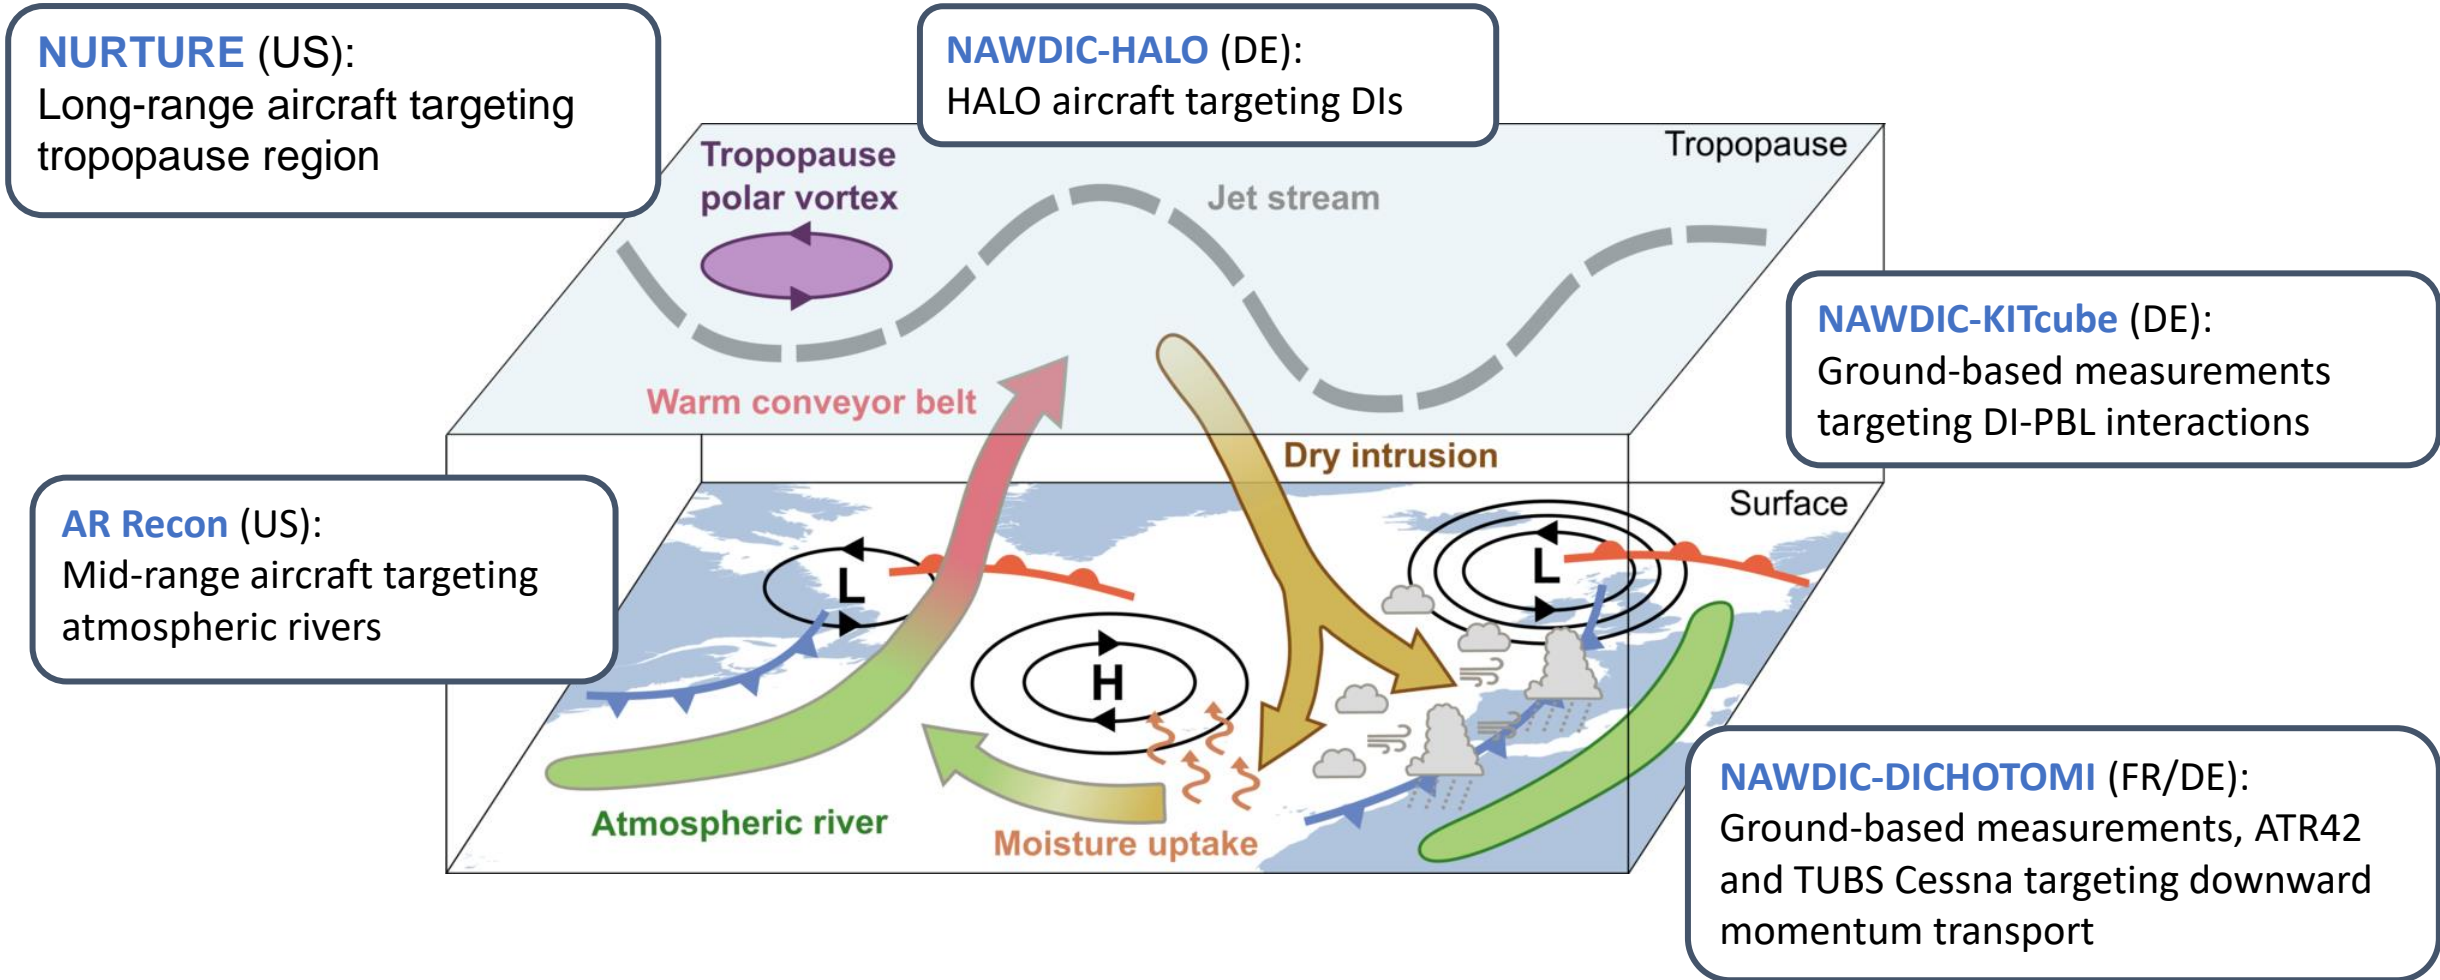 NURTURE (US):
Long-range aircraft targeting
tropopause region
NAWDIC-HALO (DE):
HALO aircraft targeting DIs
Tropopause
polar vortex
Jet stream
Tropopause
NAWDIC-KITcube (DE):
Ground-based measurements
targeting DI-PBL interactions
Warm conveyor belt
Dry intrusion
AR Recon (US):
Mid-range aircraft targeting
atmospheric rivers
Surface
L
L
H
Atmospheric river
Moisture uptake
NAWDIC-DICHOTOMI (FR/DE):
Ground-based measurements, ATR42
and TUBS Cessna targeting downward
momentum transport